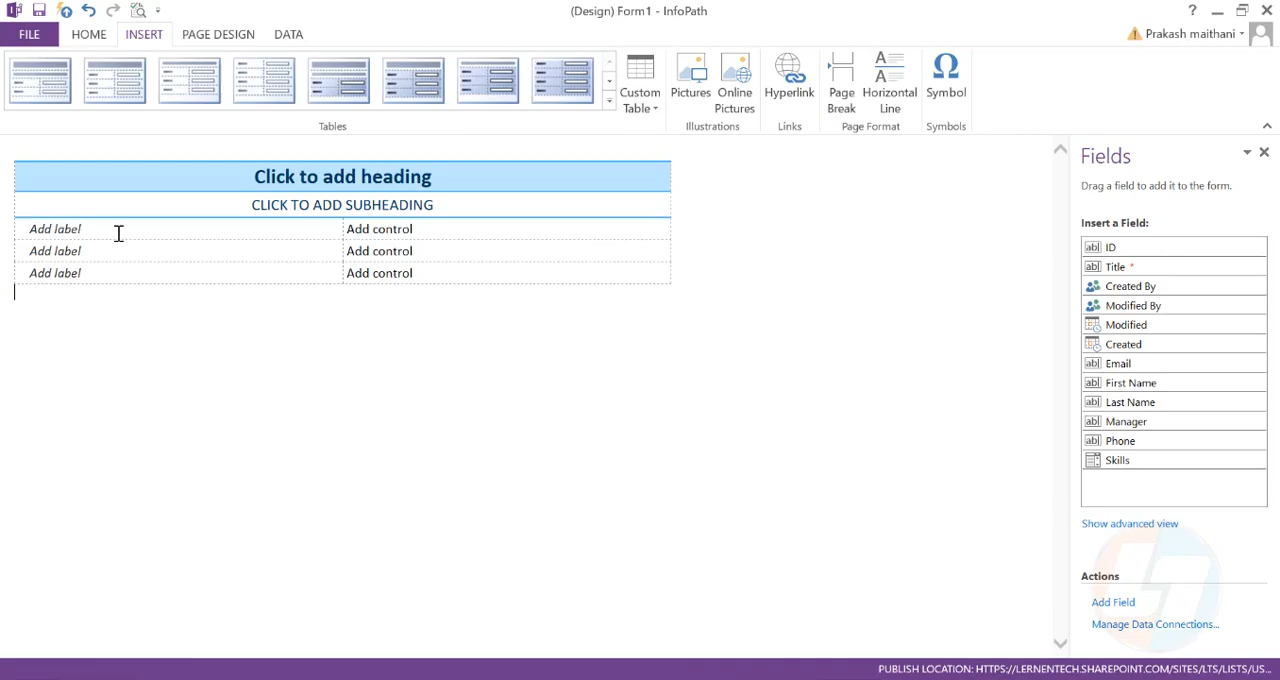 (Design) Form1 - InfoPath
?
FILE
HOME
INSERT
PAGE DESIGN
DATA
Prakash maithani
Custom
Table
Pictures
Online
Pictures
Hyperlink
Page
Break
Horizontal
Line
Symbol
Tables
Illustrations
Links
Page Format
Symbols
Click to add heading
CLICK TO ADD SUBHEADING
Add label
Add control
Add label
Add control
Add label
Add control
Fields
Drag a field to add it to the form.
Insert a Field:
ID
Title *
Created By
Modified By
Modified
Created
Email
First Name
Last Name
Manager
Phone
Skills
Show advanced view
Actions
Add Field
Manage Data Connections...
PUBLISH LOCATION: HTTPS://LERNENTECH.SHAREPOINT.COM/SITES/LTS/LISTS/US...